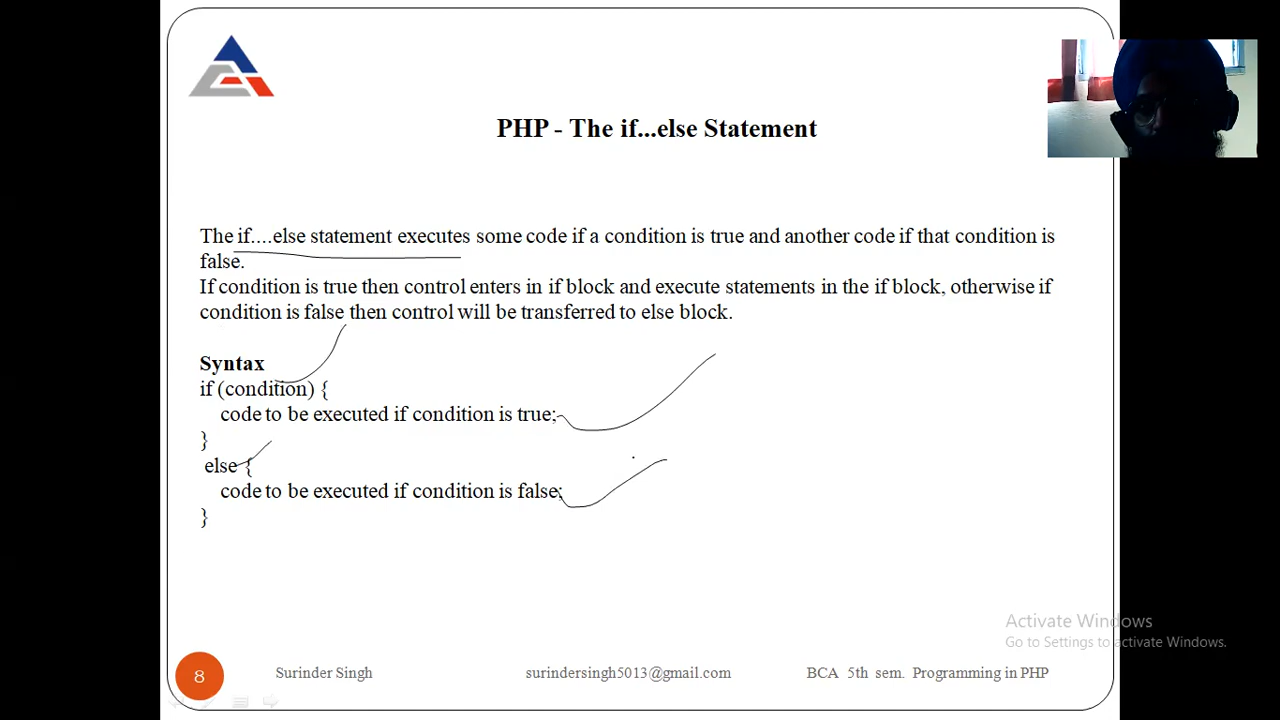 PHP - The if...else Statement
The if....else statement executes some code if a condition is true and another code if that condition is
false.
If condition is true then control enters in if block and execute statements in the if block, otherwise if
condition is false then control will be transferred to else block.
Syntax
if (condition) {
code to be executed if condition is true;
}
else {
code to be executed if condition is false;
}
Activate Windows
Go to Settings to activate Windows.
8
Surinder Singh
surindersingh5013@gmail.com
BCA 5th sem. Programming in PHP